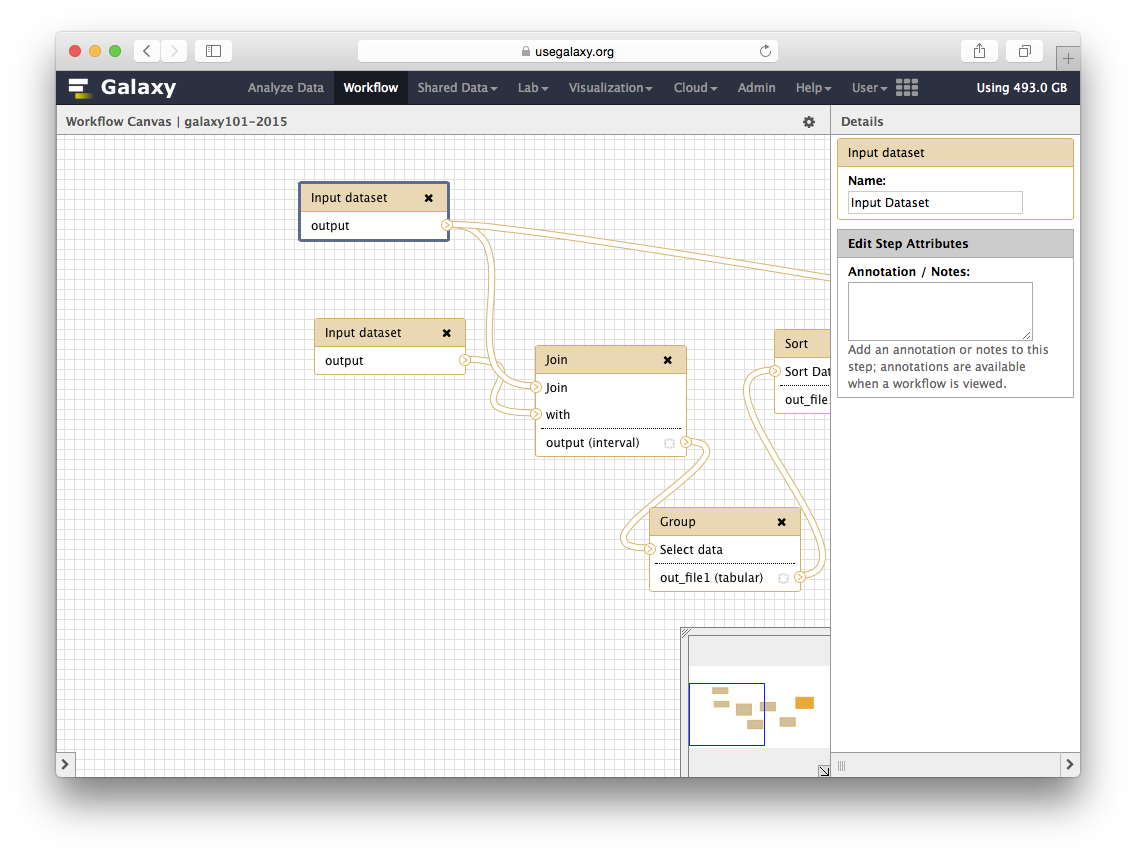 usegalaxy.org
Galaxy Analyze Data Workflow Shared Data Lab Visualization Cloud Admin Help User Using 493.0 GB
Workflow Canvas | galaxy101-2015
Input dataset
output
Input dataset
output
Join
Join
with
output (interval)
Group
Select data
out_file1 (tabular)
Sort
Sort Dat
out_file
Details
Input dataset
Name:
Input Dataset
Edit Step Attributes
Annotation / Notes:
Add an annotation or notes to this
step; annotations are available
when a workflow is viewed.